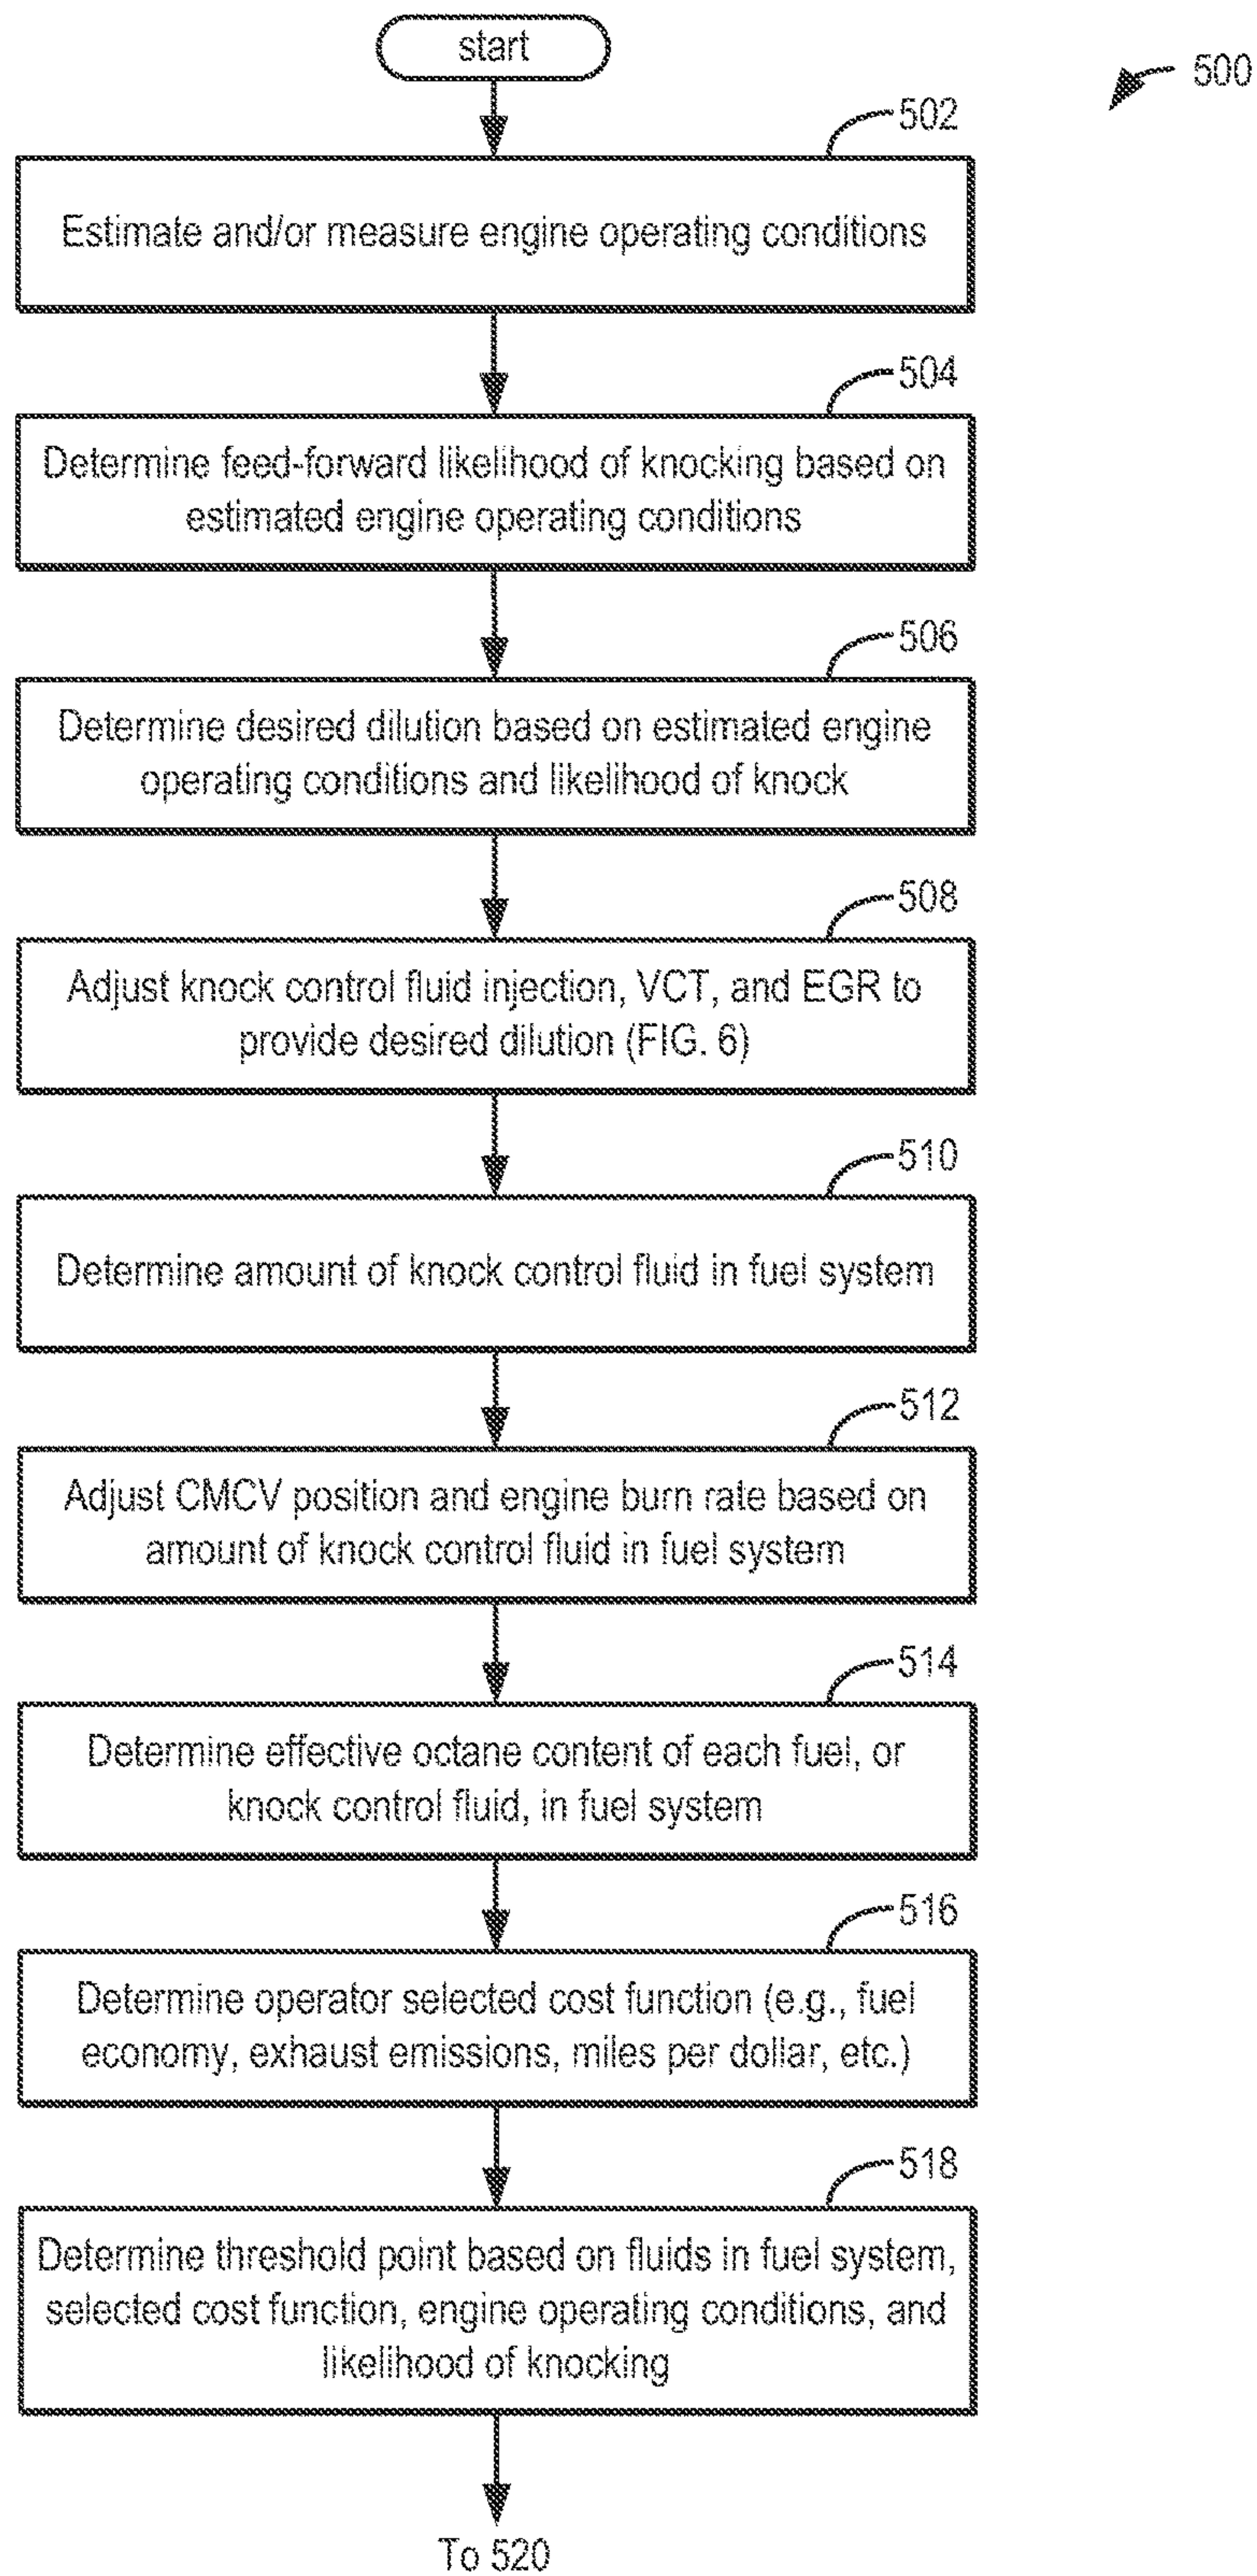 start
500
502
Estimate and/or measure engine operating conditions
504
Determine feed-forward likelihood of knocking based on
estimated engine operating conditions
506
Determine desired dilution based on estimated engine
operating conditions and likelihood of knock
508
Adjust knock control fluid injection, VCT, and EGR to
provide desired dilution (FIG. 6)
510
Determine amount of knock control fluid in fuel system
512
Adjust CMCV position and engine burn rate based on
amount of knock control fluid in fuel system
514
Determine effective octane content of each fuel, or
knock control fluid, in fuel system
516
Determine operator selected cost function (e.g., fuel
economy, exhaust emissions, miles per dollar, etc.)
518
Determine threshold point based on fluids in fuel system,
selected cost function, engine operating conditions, and
likelihood of knocking
To 520